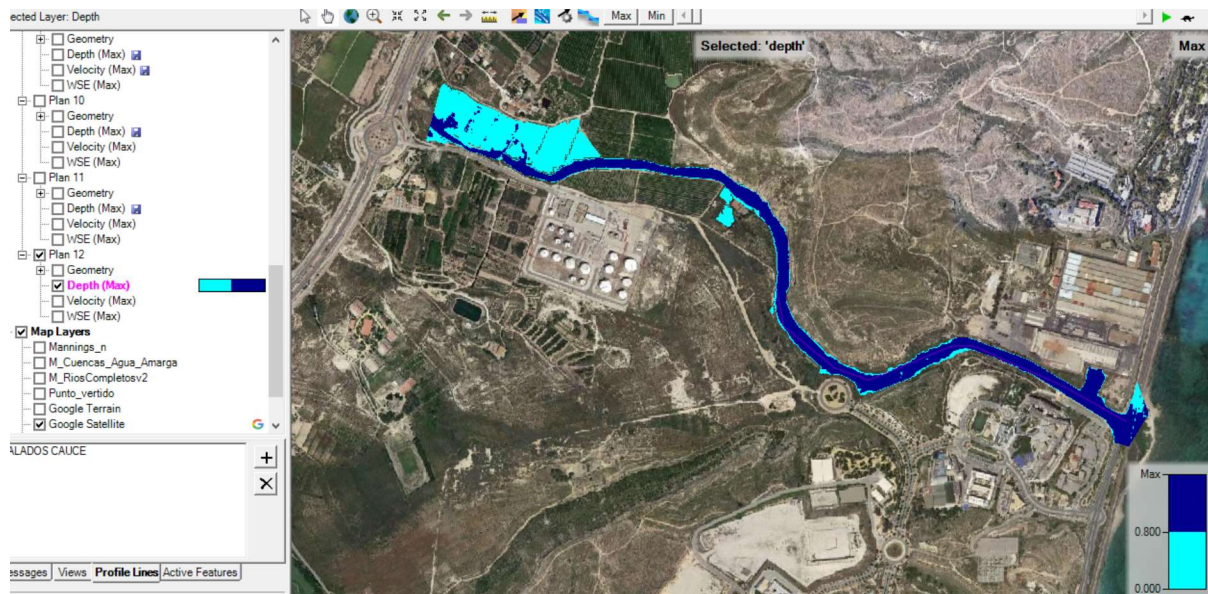 ected Layer: Depth
Max Min
Geometry
Depth (Max)
Velocity (Max)
WSE (Max)
Plan 10
Geometry
Depth (Max)
Velocity (Max)
WSE (Max)
Plan 11
Geometry
Depth (Max)
Velocity (Max)
WSE (Max)
Plan 12
Geometry
Depth (Max)
Velocity (Max)
WSE (Max)
Map Layers
Mannings_n
M_Cuencas_Agua_Amarga
M_RiosCompletosv2
Punto_vertido
Google Terrain
Google Satellite
ALADOS CAUCE
essages Views Profile Lines Active Features
Selected: 'depth'
Max
Max
0.800
0.000